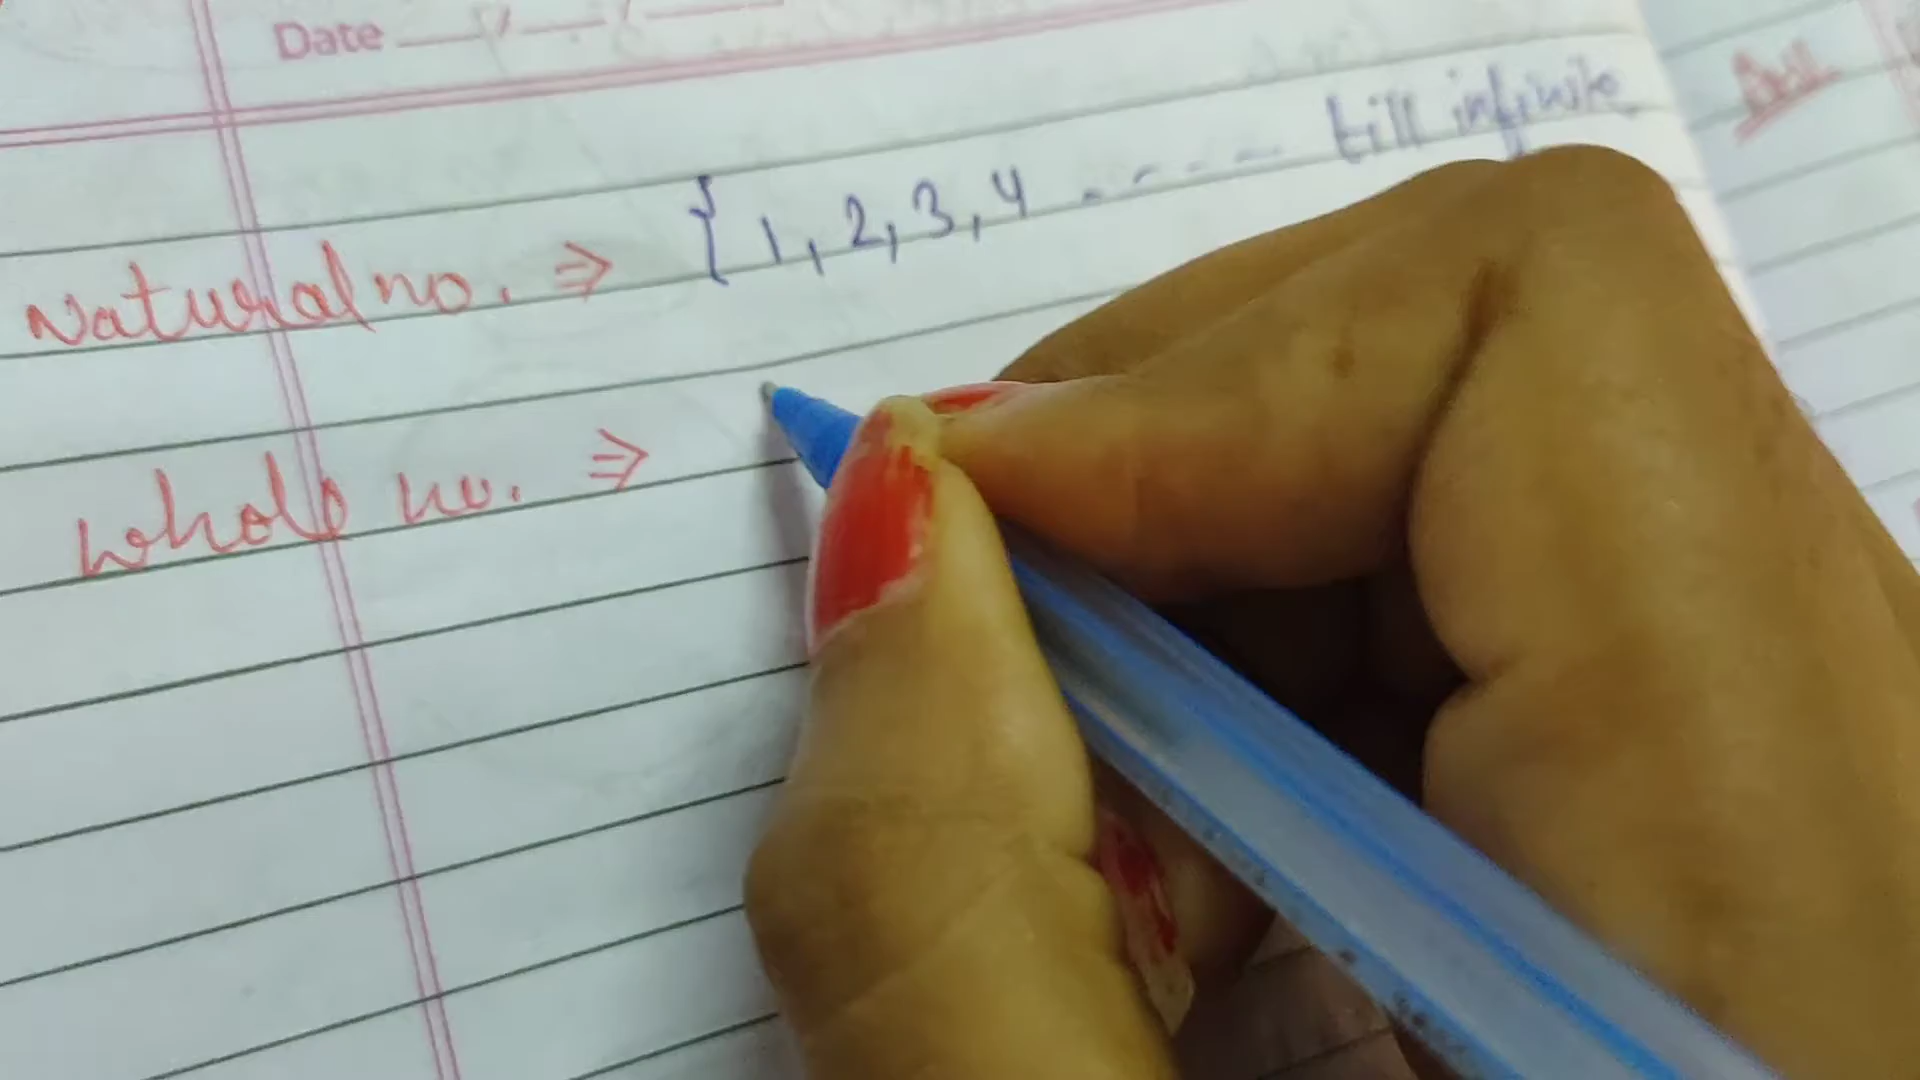 Date
Natural no. ⇒ { 1, 2, 3, 4 ---- till infinite
Whole no. ⇒